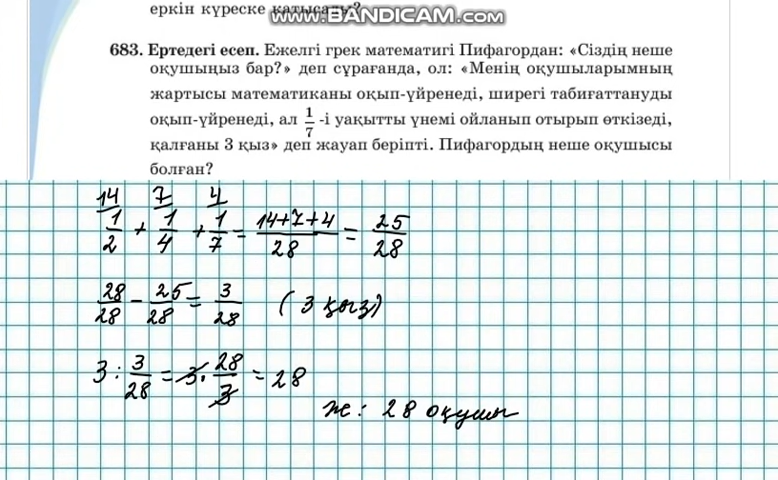 еркін күреске қатысады?
WWW.BANDICAM.COM
683. Ертедегі есеп. Ежелгі грек математигі Пифагордан: «Сіздің неше
оқушыңыз бар?» деп сұрағанда, ол: «Менің оқушыларымның
жартысы математиканы оқып-үйренеді, ширегі табиғаттануды
оқып-үйренеді, ал 1/7 -і уақытты үнемі ойланып отырып өткізеді,
қалғаны 3 қыз» деп жауап беріпті. Пифагордың неше оқушысы
болған?
14 7 4
1/2 + 1/4 + 1/7 = 14+7+4/28 = 25/28
28/28 - 25/28 = 3/28 (3 қыз)
3 : 3/28 = 3 · 28/3 = 28
ж: 28 оқушы